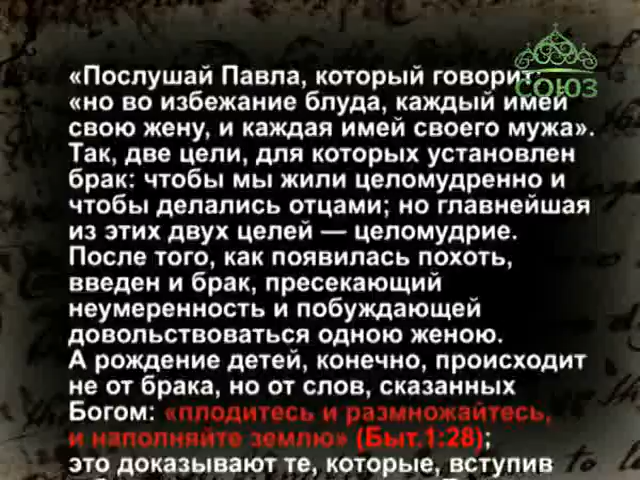 «Послушай Павла, который говорит:
СОЮЗ
«но во избежание блуда, каждый имей
свою жену, и каждая имей своего мужа».
Так, две цели, для которых установлен
брак: чтобы мы жили целомудренно и
чтобы делались отцами; но главнейшая
из этих двух целей — целомудрие.
После того, как появилась похоть,
введен и брак, пресекающий
неумеренность и побуждающей
довольствоваться одною женою.
А рождение детей, конечно, происходит
не от брака, но от слов, сказанных
Богом: «плодитесь и размножайтесь,
и наполняйте землю» (Быт.1:28);
это доказывают те, которые, вступив